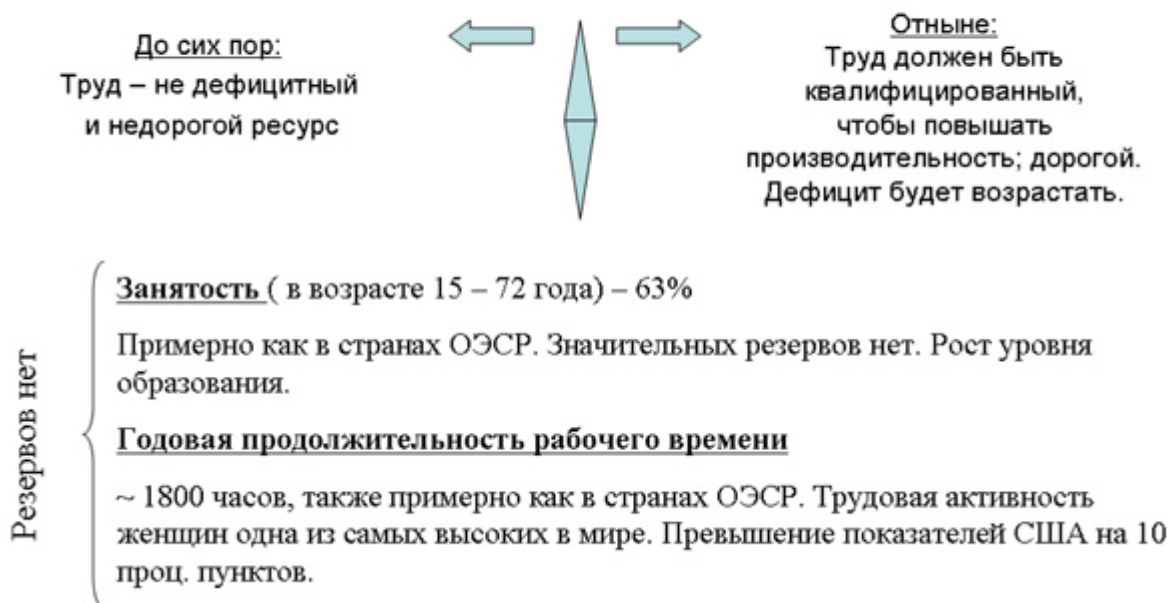 До сих пор:
Труд – не дефицитный
и недорогой ресурс
Отныне:
Труд должен быть
квалифицированный,
чтобы повышать
производительность; дорогой.
Дефицит будет возрастать.
Резервов нет
Занятость ( в возрасте 15 – 72 года) – 63%
Примерно как в странах ОЭСР. Значительных резервов нет. Рост уровня
образования.
Годовая продолжительность рабочего времени
~ 1800 часов, также примерно как в странах ОЭСР. Трудовая активность
женщин одна из самых высоких в мире. Превышение показателей США на 10
проц. пунктов.